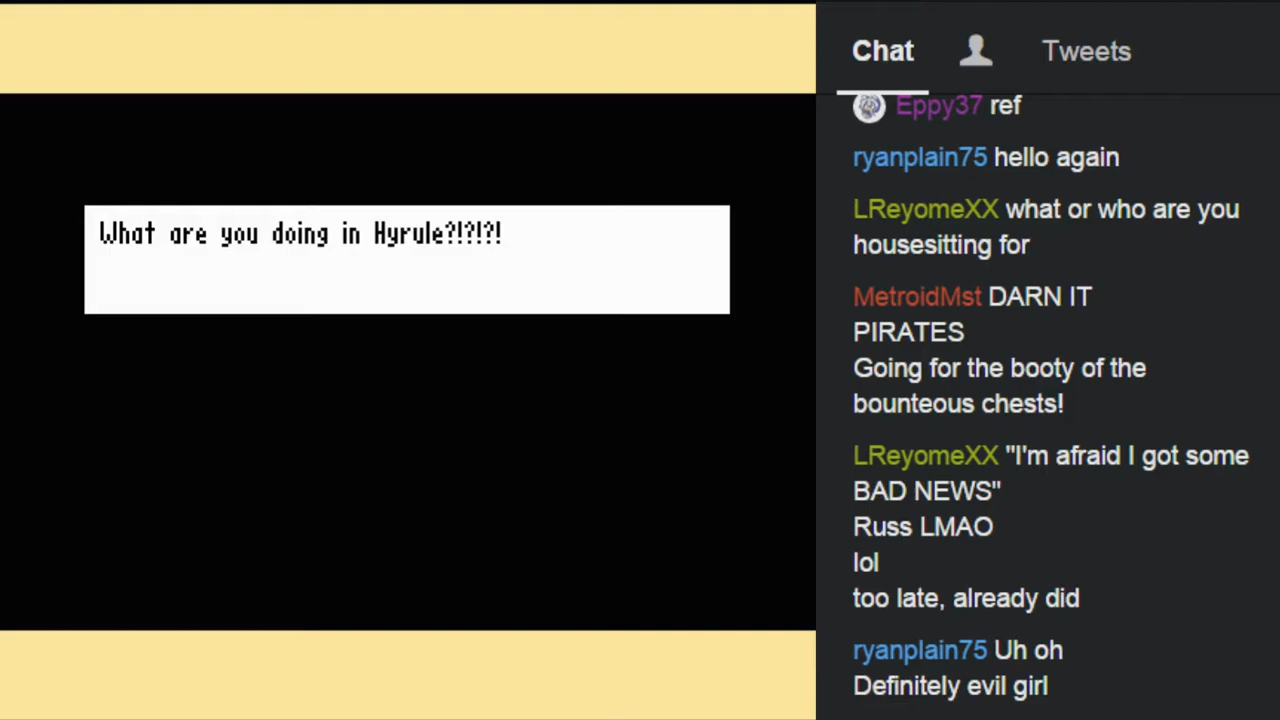 What are you doing in Hyrule?!?!?!
Chat
Tweets
Eppy37 ref
ryanplain75 hello again
LReyomeXX what or who are you
housesitting for
MetroidMst DARN IT
PIRATES
Going for the booty of the
bounteous chests!
LReyomeXX "I'm afraid I got some
BAD NEWS"
Russ LMAO
lol
too late, already did
ryanplain75 Uh oh
Definitely evil girl